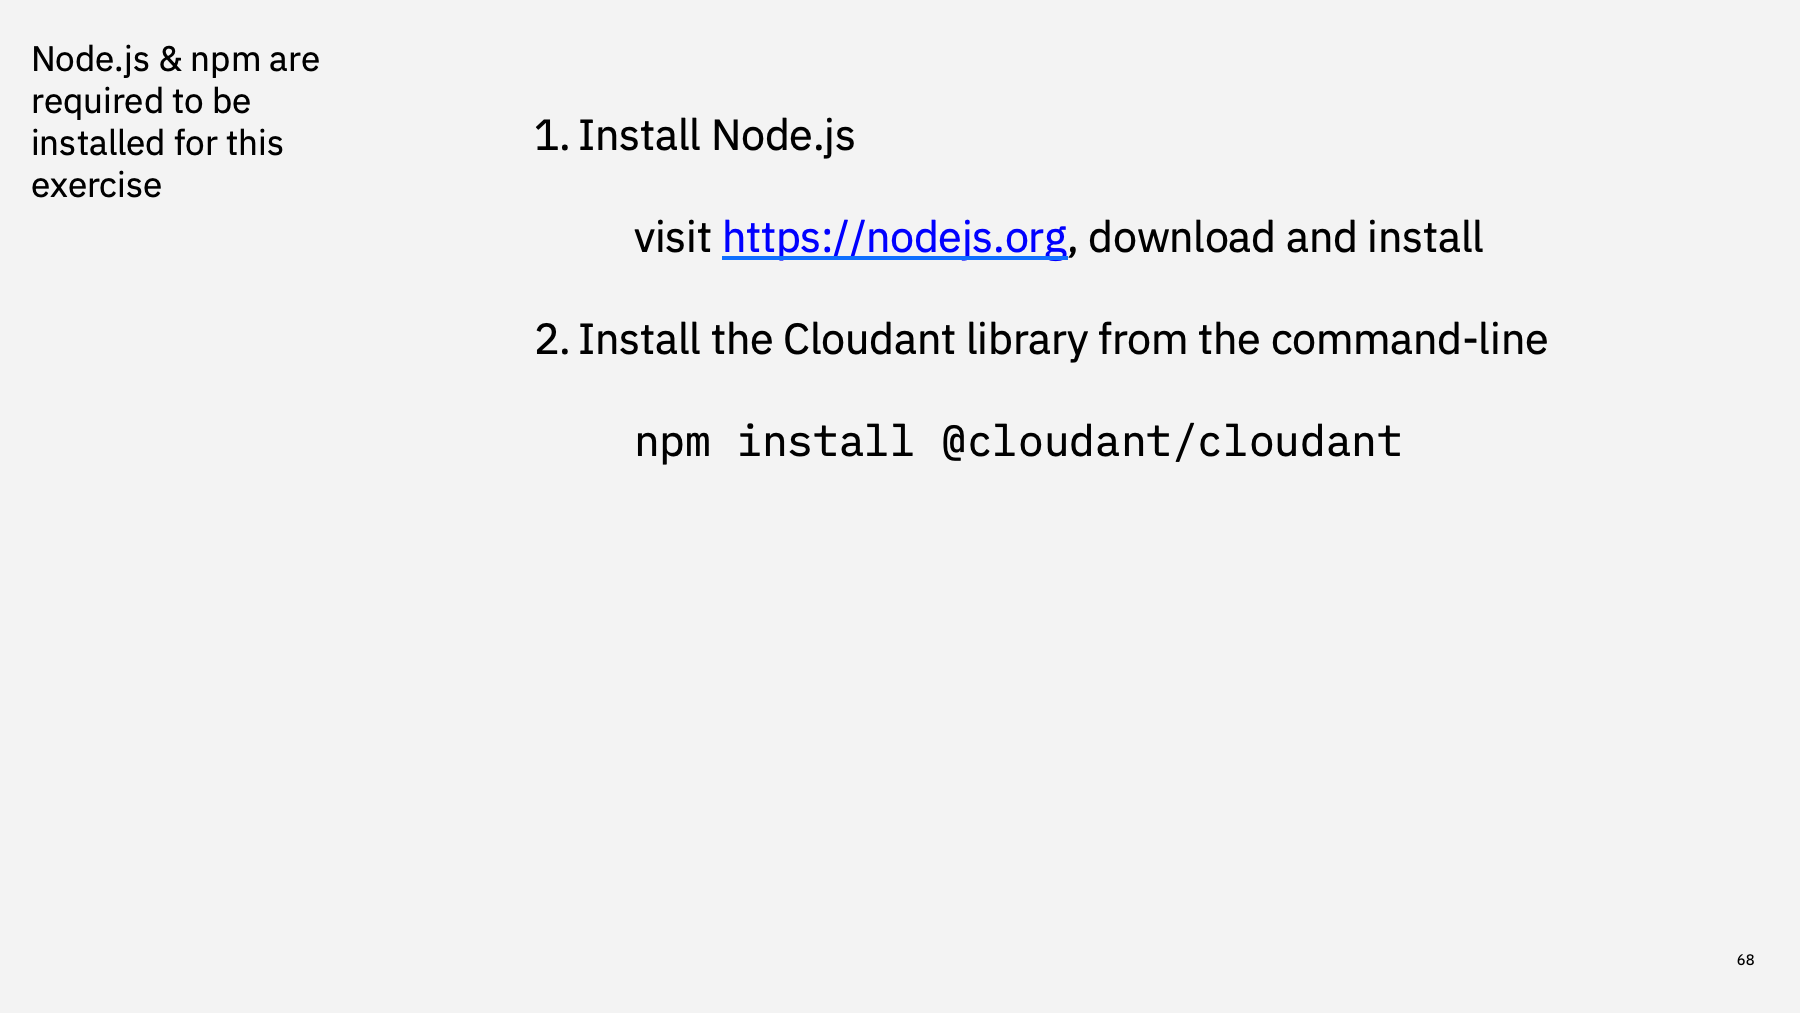 Node.js & npm are
required to be
installed for this
exercise
1. Install Node.js
visit https://nodejs.org, download and install
2. Install the Cloudant library from the command-line
npm install @cloudant/cloudant
68